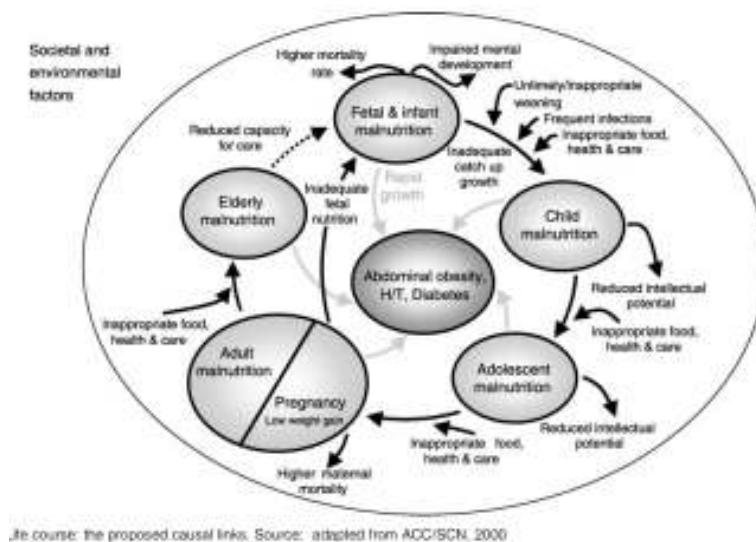 Societal and
environmental
factors
Higher mortality
rate
Impaired mental
development
Untimely/Inappropriate
weening
Frequent infections
Inappropriate food,
health & care
Fetal & infant
malnutrition
Reduced capacity
for care
Inadequate
catch up
growth
Rapid
growth
Inadequate
fetal
nutrition
Elderly
malnutrition
Child
malnutrition
Abdominal obesity,
H/T, Diabetes
Reduced intellectual
potential
Inappropriate food,
health & care
Inappropriate food,
health & care
Adult
malnutrition
Pregnancy
Low weight gain
Adolescent
malnutrition
Reduced intellectual
potential
Inappropriate food,
health & care
Higher maternal
mortality
ife course: the proposed causal links. Source: adapted from ACC/SCN, 2000